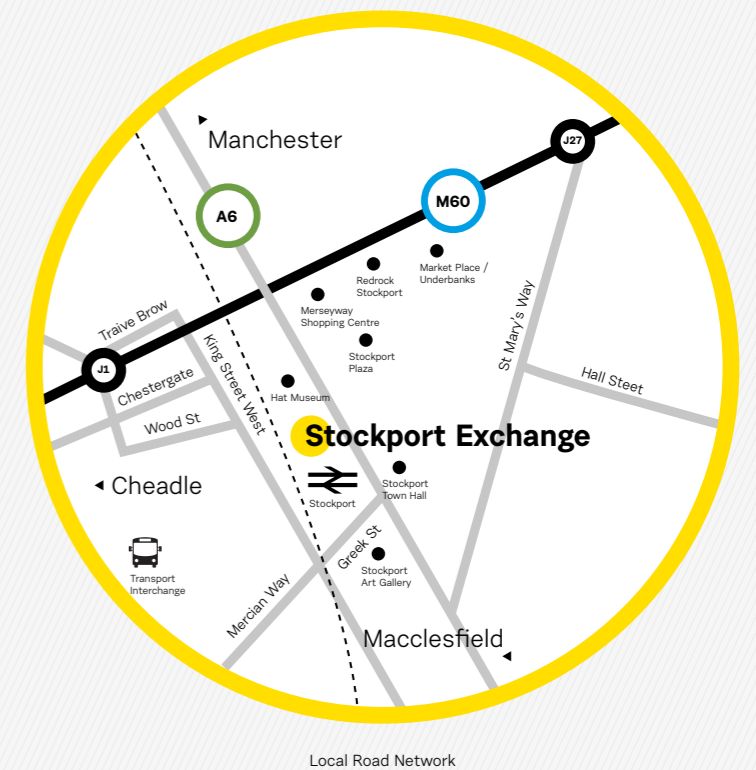 Manchester
J27
A6
M60
Market Place /
Underbanks
Redrock
Stockport
Merseyway
Shopping Centre
Traive Brow
St Mary's Way
King Street West
Stockport
Plaza
J1
Chestergate
Hall Steet
Hat Museum
Wood St
Stockport Exchange
Cheadle
Stockport
Stockport
Town Hall
Greek St
Transport
Interchange
Stockport
Art Gallery
Mercian Way
Macclesfield
Local Road Network